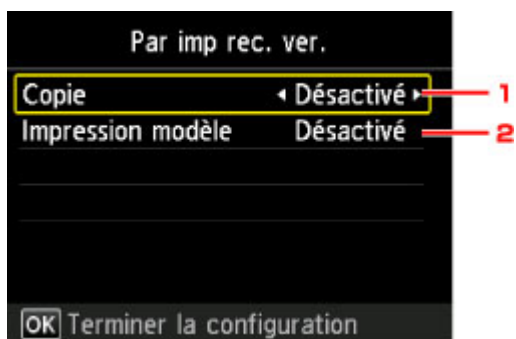 Par imp rec. ver.
Copie Désactivé 1
Impression modèle Désactivé 2
OK Terminer la configuration